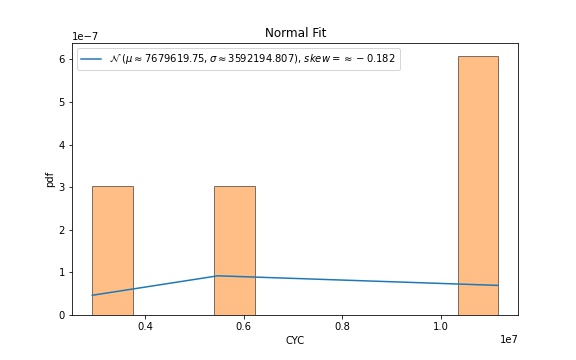 Normal Fit
1e−7
𝒩(μ ≈ 7679619.75, σ ≈ 3592194.807), skew = ≈ −0.182
6
5
4
3
2
1
0
pdf
0.4 0.6 0.8 1.0
1e7
CYC